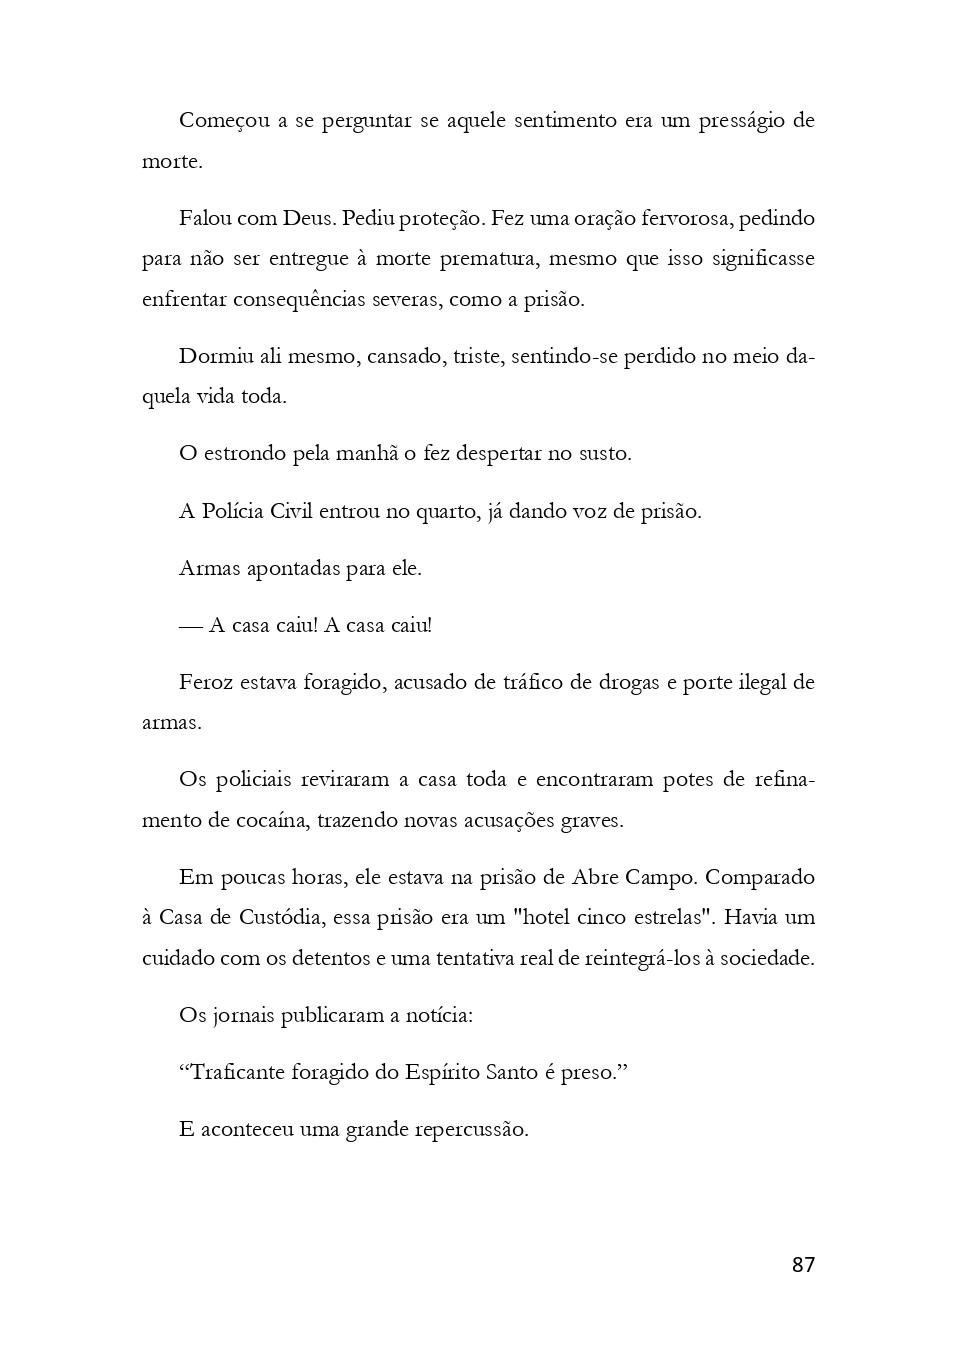 Começou a se perguntar se aquele sentimento era um presságio de
morte.
Falou com Deus. Pediu proteção. Fez uma oração fervorosa, pedindo
para não ser entregue à morte prematura, mesmo que isso significasse
enfrentar consequências severas, como a prisão.
Dormiu ali mesmo, cansado, triste, sentindo-se perdido no meio da-
quela vida toda.
O estrondo pela manhã o fez despertar no susto.
A Polícia Civil entrou no quarto, já dando voz de prisão.
Armas apontadas para ele.
— A casa caiu! A casa caiu!
Feroz estava foragido, acusado de tráfico de drogas e porte ilegal de
armas.
Os policiais reviraram a casa toda e encontraram potes de refina-
mento de cocaína, trazendo novas acusações graves.
Em poucas horas, ele estava na prisão de Abre Campo. Comparado
à Casa de Custódia, essa prisão era um "hotel cinco estrelas". Havia um
cuidado com os detentos e uma tentativa real de reintegrá-los à sociedade.
Os jornais publicaram a notícia:
“Traficante foragido do Espírito Santo é preso.”
E aconteceu uma grande repercussão.
87